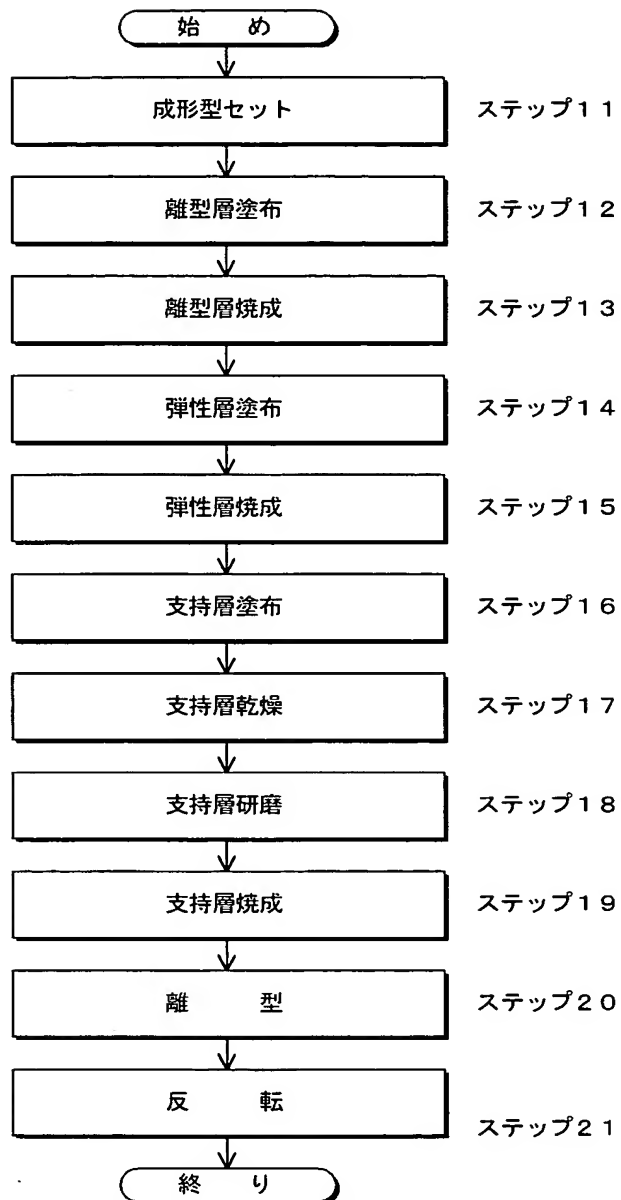 始　め
成形型セット　ステップ１１
離型層塗布　ステップ１２
離型層焼成　ステップ１３
弾性層塗布　ステップ１４
弾性層焼成　ステップ１５
支持層塗布　ステップ１６
支持層乾燥　ステップ１７
支持層研磨　ステップ１８
支持層焼成　ステップ１９
離　型　ステップ２０
反　転　ステップ２１
終　り